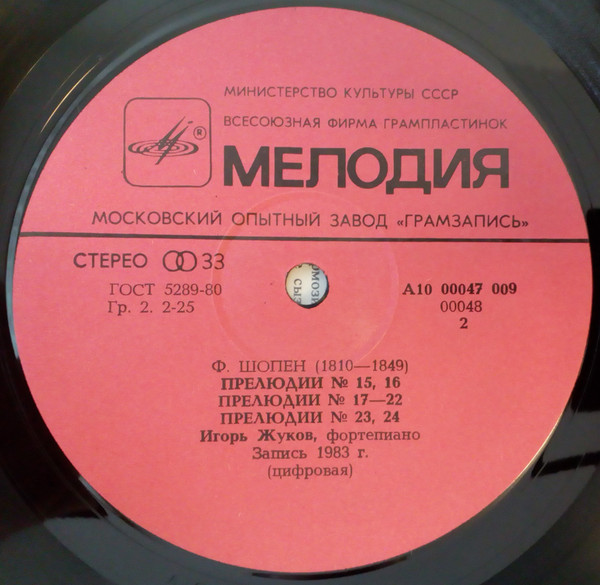 МИНИСТЕРСТВО КУЛЬТУРЫ СССР
ВСЕСОЮЗНАЯ ФИРМА ГРАМПЛАСТИНОК
®
МЕЛОДИЯ
МОСКОВСКИЙ ОПЫТНЫЙ ЗАВОД «ГРАМЗАПИСЬ»
СТЕРЕО 33
ГОСТ 5289-80
Гр. 2. 2-25
А10 00047 009
00048
2
Ф. ШОПЕН (1810—1849)
ПРЕЛЮДИИ № 15, 16
ПРЕЛЮДИИ № 17—22
ПРЕЛЮДИИ № 23, 24
Игорь Жуков, фортепиано
Запись 1983 г.
(цифровая)